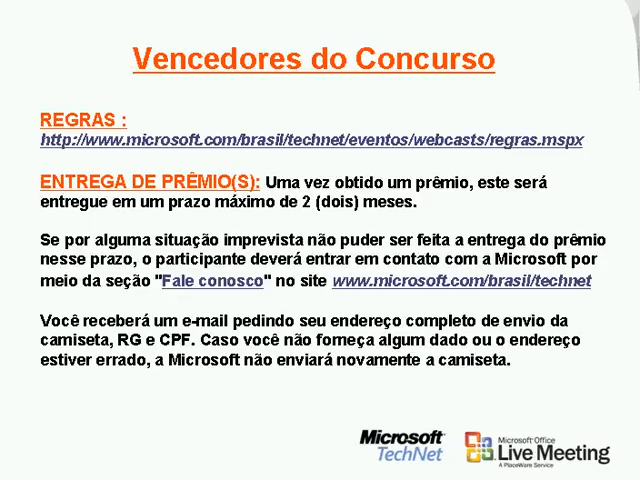 Vencedores do Concurso
REGRAS :
http://www.microsoft.com/brasil/technet/eventos/webcasts/regras.mspx
ENTREGA DE PRÊMIO(S): Uma vez obtido um prêmio, este será
entregue em um prazo máximo de 2 (dois) meses.
Se por alguma situação imprevista não puder ser feita a entrega do prêmio
nesse prazo, o participante deverá entrar em contato com a Microsoft por
meio da seção "Fale conosco" no site www.microsoft.com/brasil/technet
Você receberá um e-mail pedindo seu endereço completo de envio da
camiseta, RG e CPF. Caso você não forneça algum dado ou o endereço
estiver errado, a Microsoft não enviará novamente a camiseta.
Microsoft
TechNet
Microsoft Office
Live Meeting
A PlaceWare Service